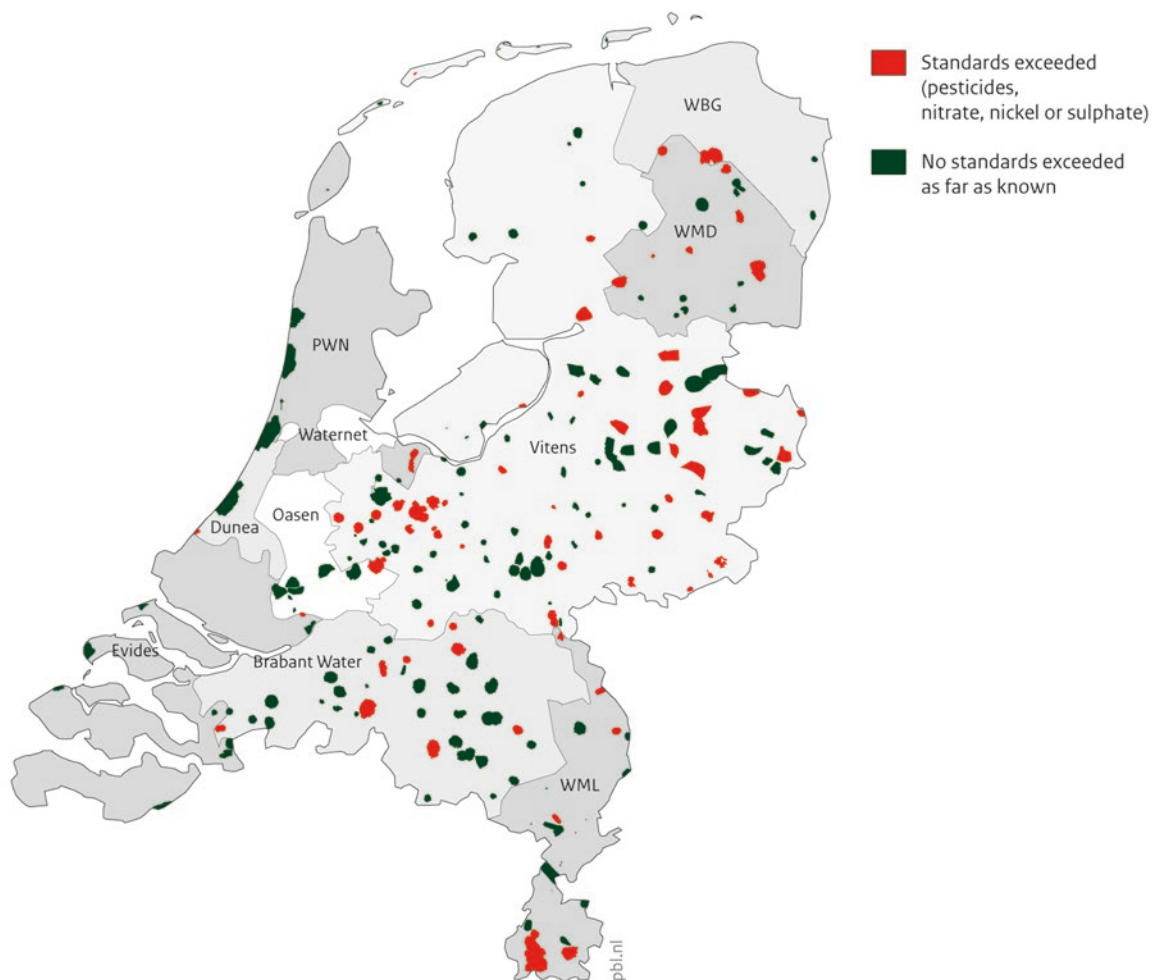 Standards exceeded
(pesticides,
nitrate, nickel or sulphate)
No standards exceeded
as far as known
WBG
WMD
PWN
Waternet
Vitens
Oasen
Dunea
Evides
Brabant Water
WML
pbl.nl